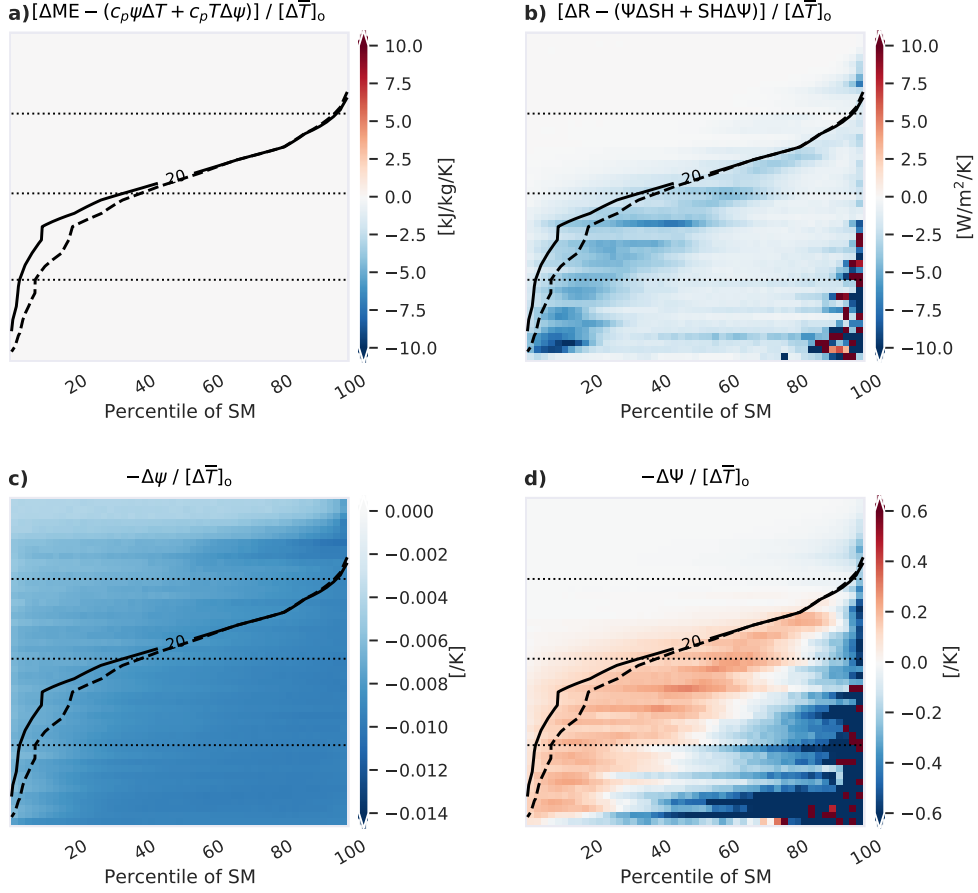 a) [ΔME − (c_pψΔT + c_pTΔψ)] / [ΔT̅]_o
b) [ΔR − (ΨΔSH + SHΔΨ)] / [ΔT̅]_o
10.0
7.5
5.0
2.5
0.0
−2.5
−5.0
−7.5
−10.0
[kJ/kg/K]
20
20 40 60 80 100
Percentile of SM
10.0
7.5
5.0
2.5
0.0
−2.5
−5.0
−7.5
−10.0
[W/m²/K]
20
20 40 60 80 100
Percentile of SM
c) −Δψ / [ΔT̅]_o
d) −ΔΨ / [ΔT̅]_o
0.000
−0.002
−0.004
−0.006
−0.008
−0.010
−0.012
−0.014
[/K]
20
20 40 60 80 100
Percentile of SM
0.6
0.4
0.2
0.0
−0.2
−0.4
−0.6
[/K]
20
20 40 60 80 100
Percentile of SM